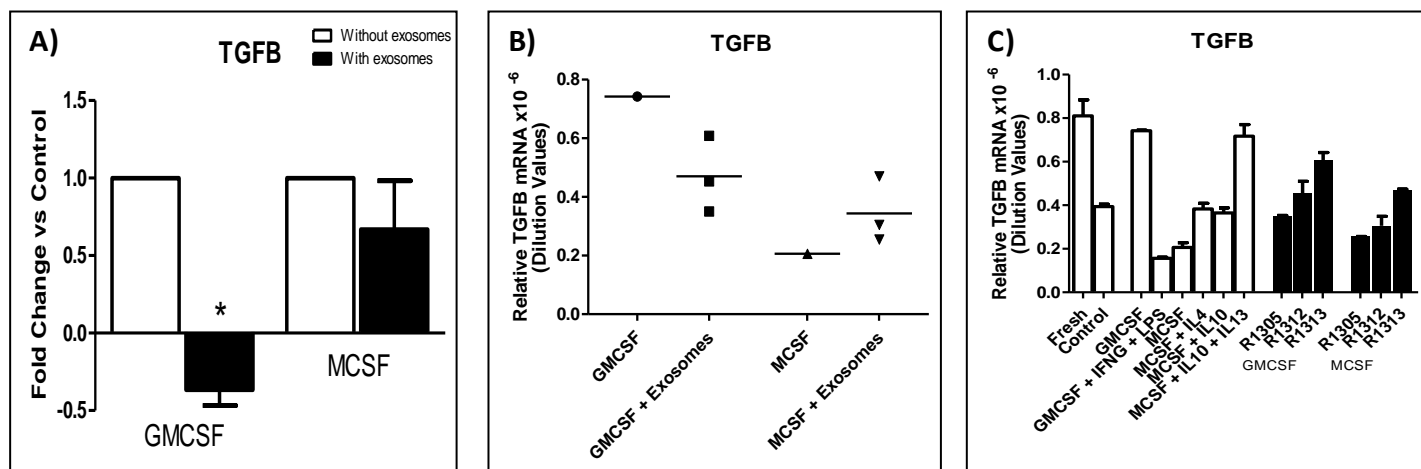 A)
TGFB
Without exosomes
With exosomes
Fold Change vs Control
1.5
1.0
0.5
0.0
-0.5
GMCSF
MCSF
B)
TGFB
Relative TGFB mRNA x10 -6
(Dilution Values)
0.8
0.6
0.4
0.2
0.0
GMCSF
GMCSF + Exosomes
MCSF
MCSF + Exosomes
C)
TGFB
Relative TGFB mRNA x10 -6
(Dilution Values)
1.0
0.8
0.6
0.4
0.2
0.0
Fresh
Control
GMCSF
GMCSF + IFNG + LPS
MCSF
MCSF + IL4
MCSF + IL10
MCSF + IL10 + IL13
R1305
R1312
R1313
R1305
R1312
R1313
GMCSF
MCSF